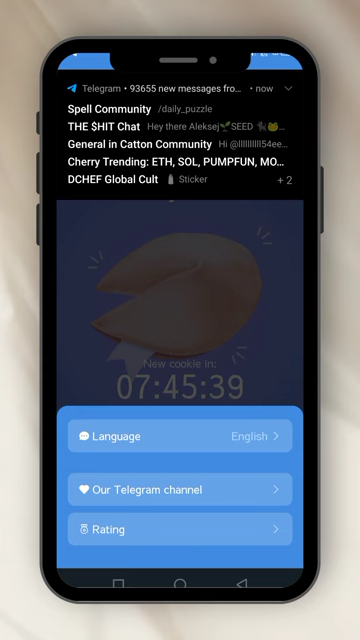 Telegram • 93655 new messages fro... • now
Spell Community /daily_puzzle
THE $HIT Chat Hey there Aleksej🌱SEED 🐈‍⬛🐸...
General in Catton Community Hi @llllllllll54ee...
Cherry Trending: ETH, SOL, PUMPFUN, MO...
DCHEF Global Cult Sticker
+ 2
New cookie in:
07:45:39
Language English
Our Telegram channel
Rating